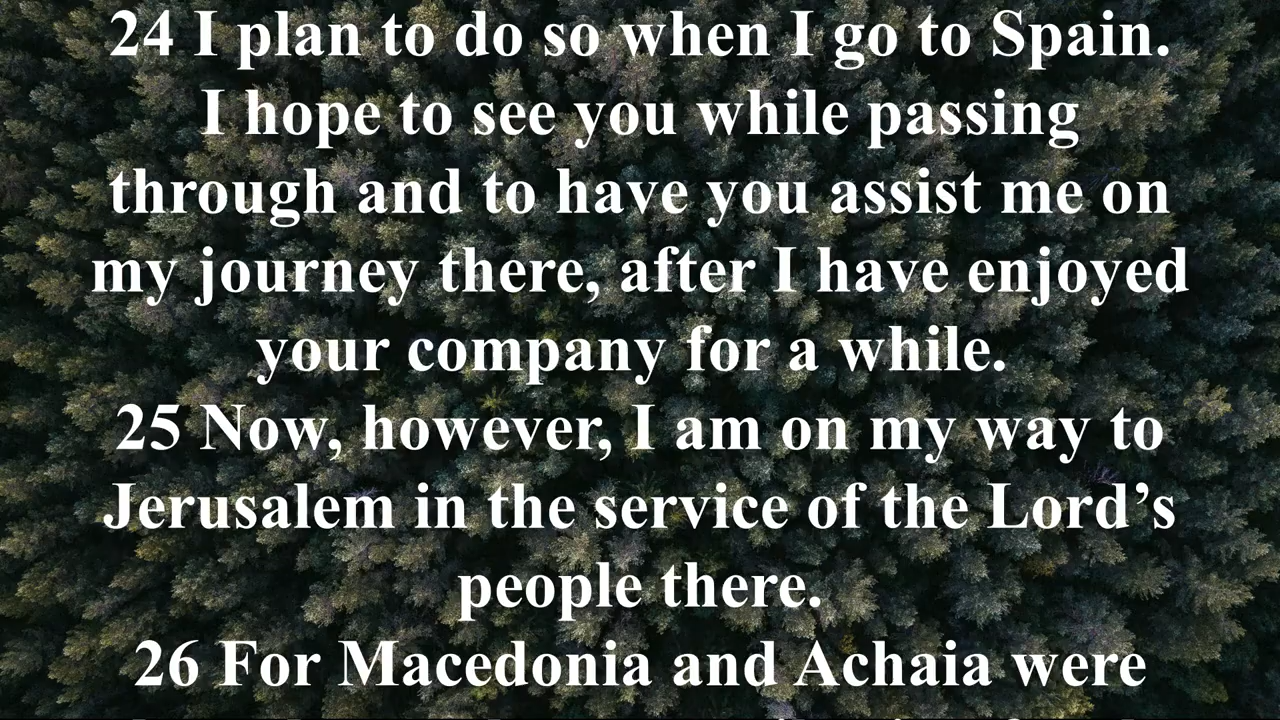 24 I plan to do so when I go to Spain.
I hope to see you while passing
through and to have you assist me on
my journey there, after I have enjoyed
your company for a while.
25 Now, however, I am on my way to
Jerusalem in the service of the Lord’s
people there.
26 For Macedonia and Achaia were